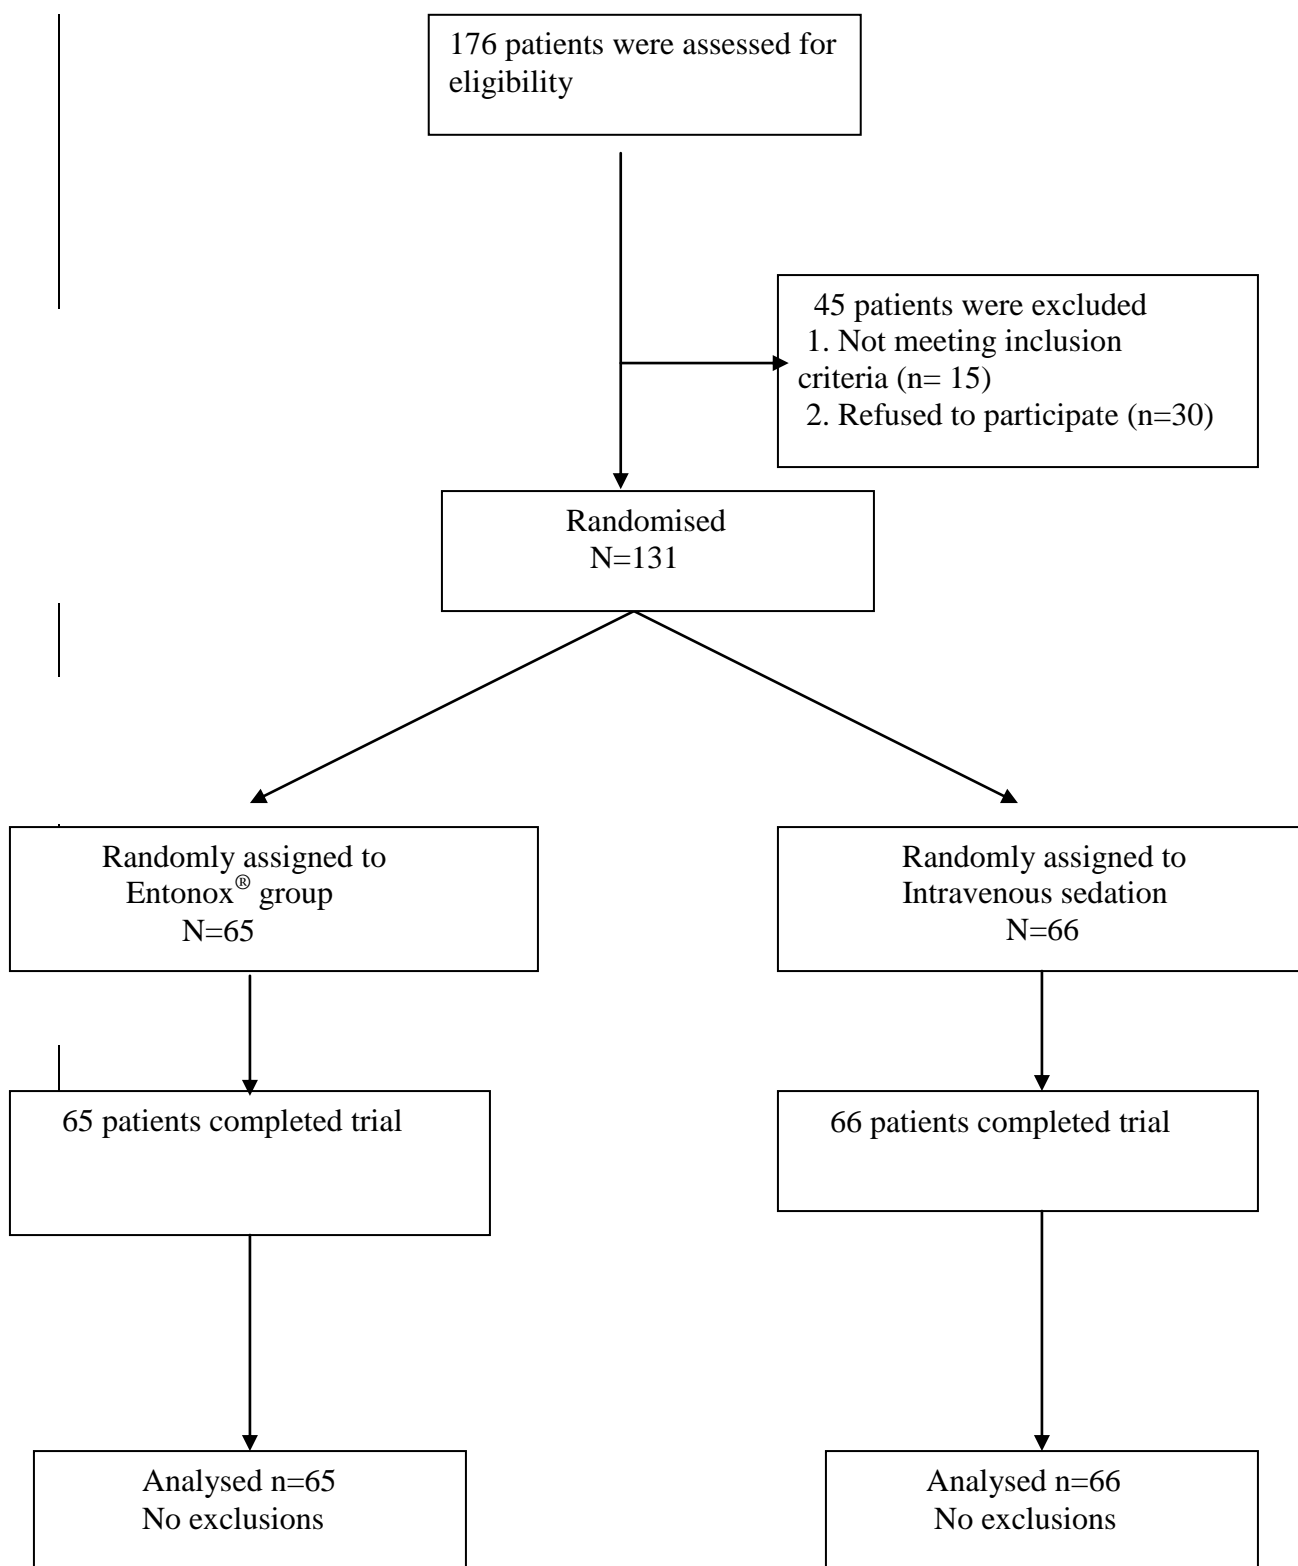 176 patients were assessed for
eligibility
45 patients were excluded
1. Not meeting inclusion
criteria (n= 15)
2. Refused to participate (n=30)
Randomised
N=131
Randomly assigned to
Entonox® group
N=65
Randomly assigned to
Intravenous sedation
N=66
65 patients completed trial
66 patients completed trial
Analysed n=65
No exclusions
Analysed n=66
No exclusions